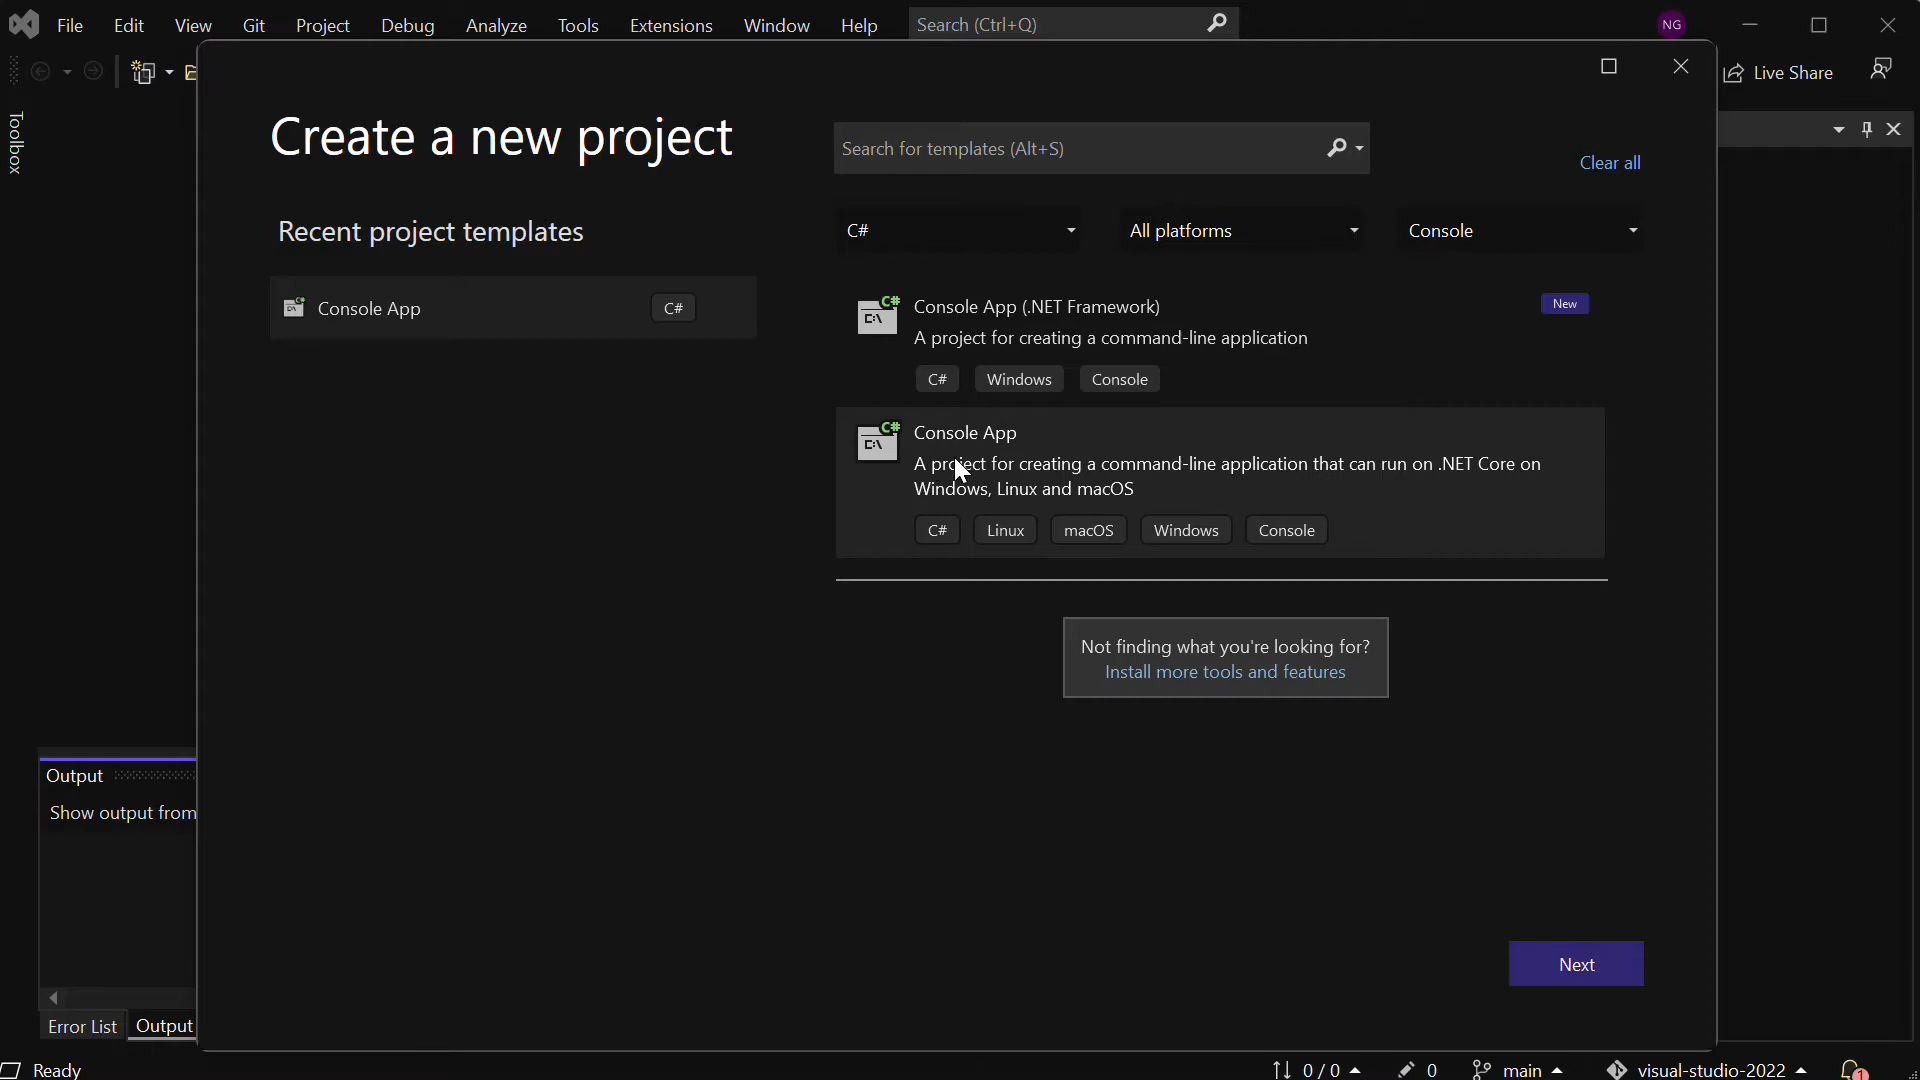 File Edit View Git Project Debug Analyze Tools Extensions Window Help Search (Ctrl+Q) NG
Live Share
Toolbox
Create a new project
Search for templates (Alt+S)
Clear all
Recent project templates
C# All platforms Console
Console App C#
C# Console App (.NET Framework) New
C:\ A project for creating a command-line application
C# Windows Console
C# Console App
C:\ A project for creating a command-line application that can run on .NET Core on
Windows, Linux and macOS
C# Linux macOS Windows Console
Not finding what you're looking for?
Install more tools and features
Output
Show output from
Next
Error List Output
Ready 0 / 0 0 main visual-studio-2022 1